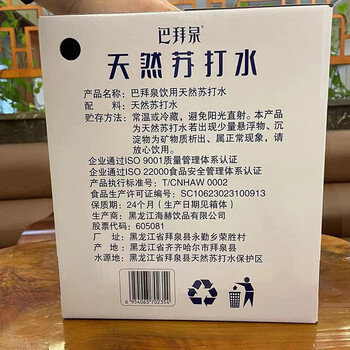 巴拜泉
天然苏打水
产品名称：巴拜泉饮用天然苏打水
配　　料：天然苏打水
贮存方法：常温或冷藏，避免阳光直射。本产品
为天然苏打水若出现少量悬浮物、沉
淀物为矿物质析出、属正常现象，请
放心饮用。
企业通过ISO 9001质量管理体系认证
企业通过ISO 22000食品安全管理体系认证
产品执行标准号：T/CNHAW 0002
食品生产许可证编号：SC10623023100913
保质期：24个月（生产日期见箱体）
生产商：黑龙江海赫饮品有限公司
股票代码：605081
厂　　址：黑龙江省拜泉县永勤乡荣胜村
产　　地：黑龙江省齐齐哈尔市拜泉县
水源地：黑龙江省拜泉县天然苏打水保护区
6 954063 702354